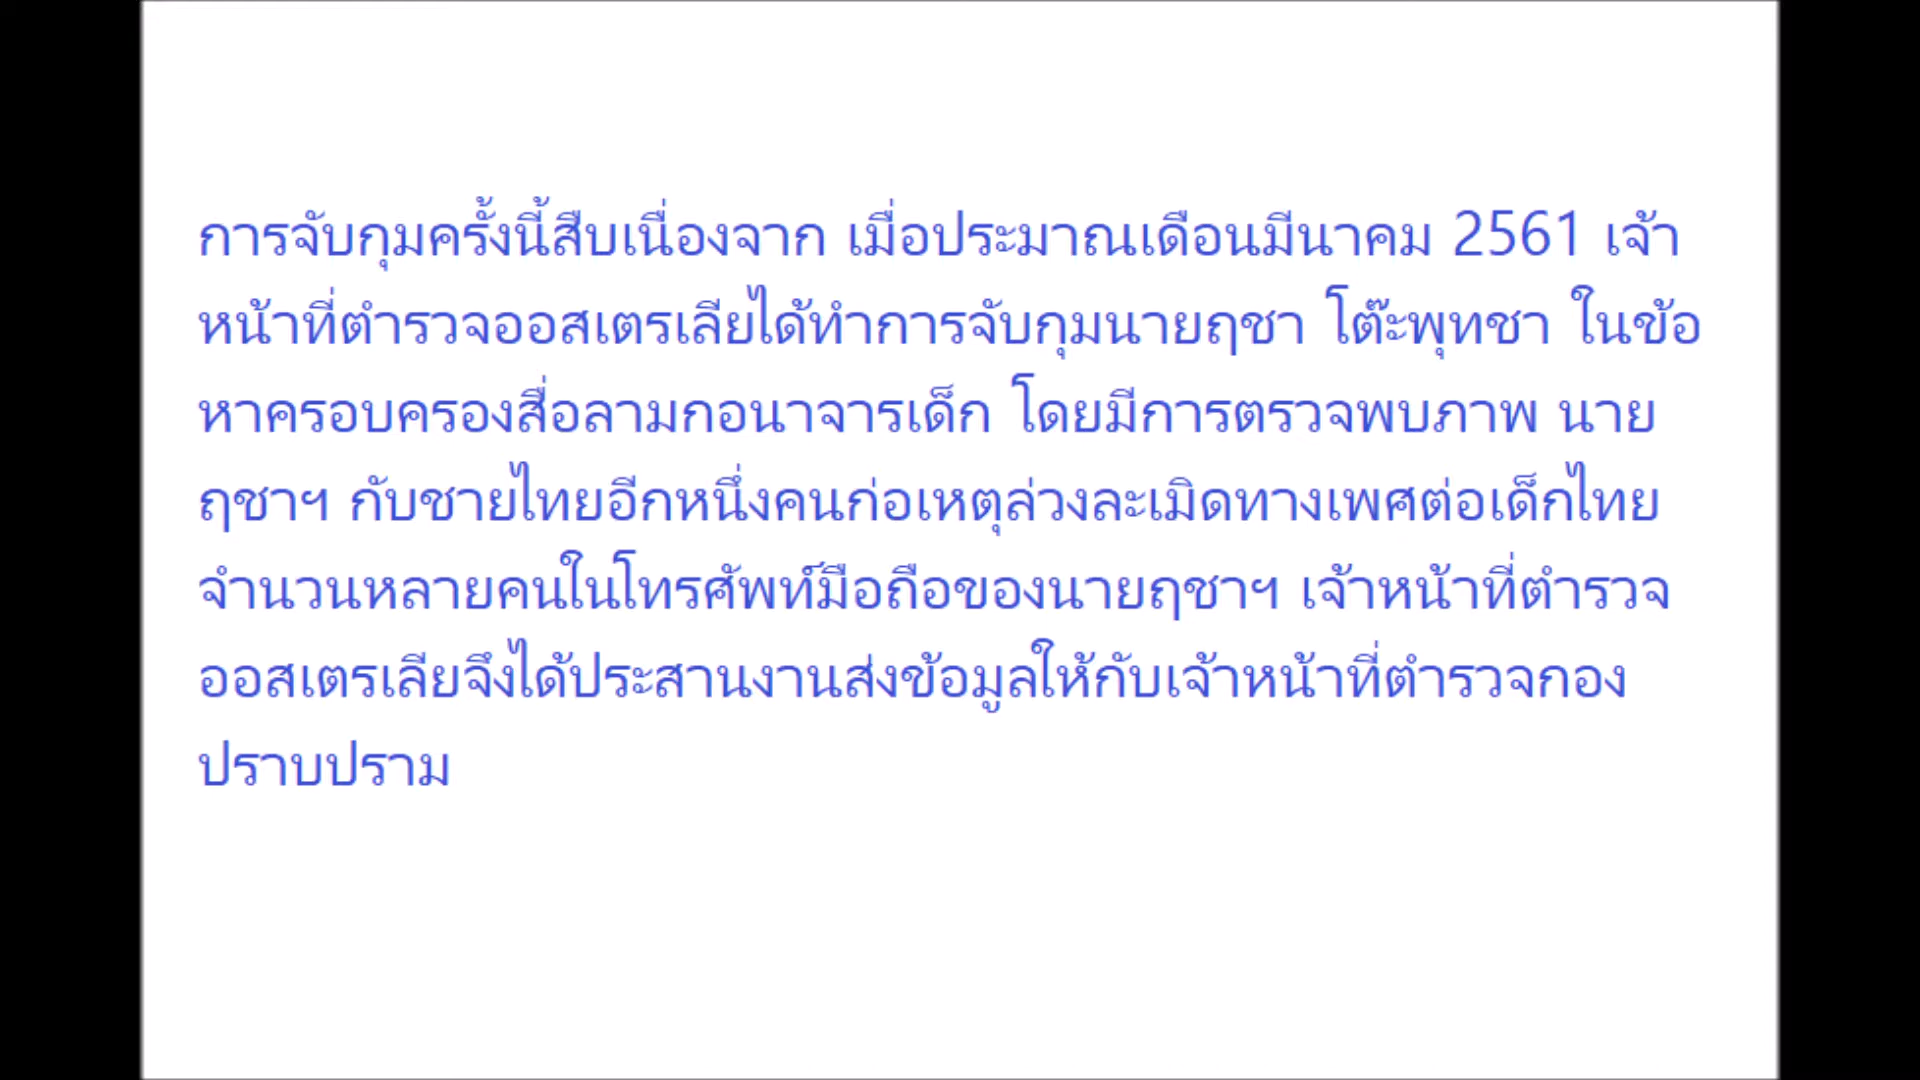 การจับกุมครั้งนี้สืบเนื่องจาก เมื่อประมาณเดือนมีนาคม 2561 เจ้า
หน้าที่ตำรวจออสเตรเลียได้ทำการจับกุมนายฤชา โต๊ะพุทชา ในข้อ
หาครอบครองสื่อลามกอนาจารเด็ก โดยมีการตรวจพบภาพ นาย
ฤชาฯ กับชายไทยอีกหนึ่งคนก่อเหตุล่วงละเมิดทางเพศต่อเด็กไทย
จำนวนหลายคนในโทรศัพท์มือถือของนายฤชาฯ เจ้าหน้าที่ตำรวจ
ออสเตรเลียจึงได้ประสานงานส่งข้อมูลให้กับเจ้าหน้าที่ตำรวจกอง
ปราบปราม